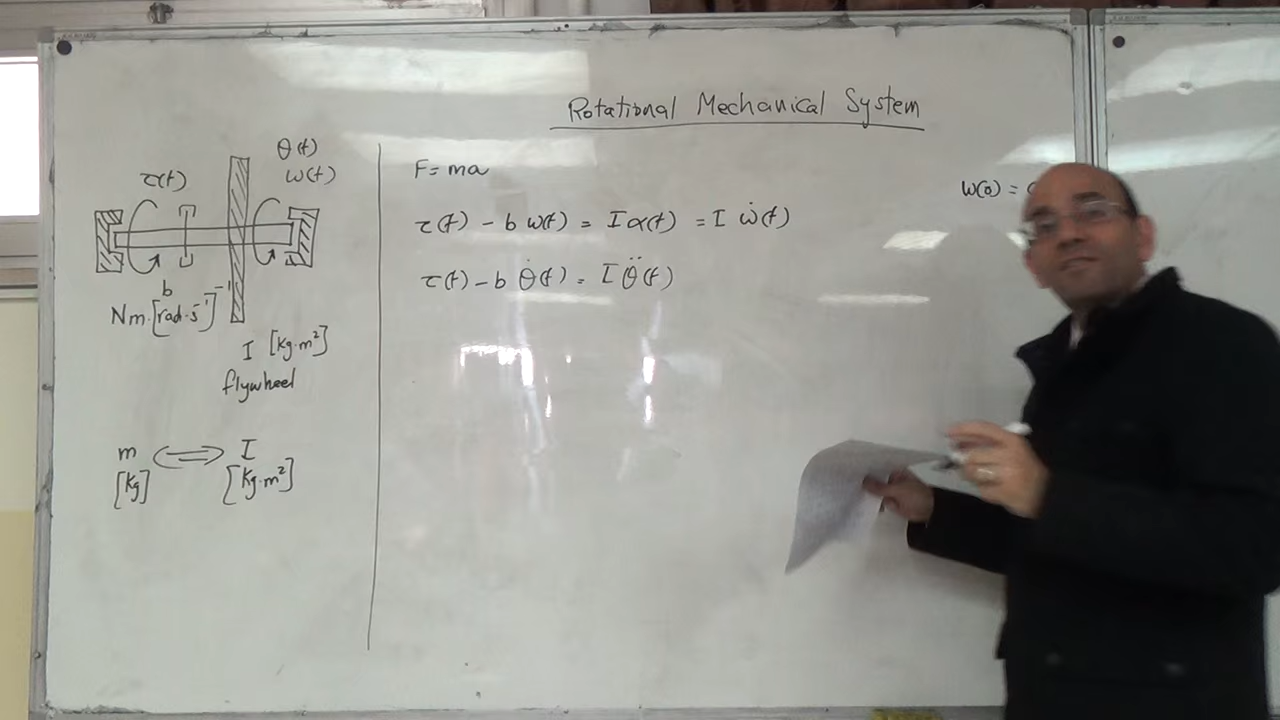 Rotational Mechanical System
θ(t)
τ(t)
ω(t)
b
Nm.[rad.s⁻¹]⁻¹
I [Kg.m²]
flywheel
m ⟺ I
[Kg] [Kg.m²]
F = ma
τ(t) - b ω(t) = I α(t) = I ω̇(t)
τ(t) - b θ̇(t) = I θ̈(t)
ω(0) =